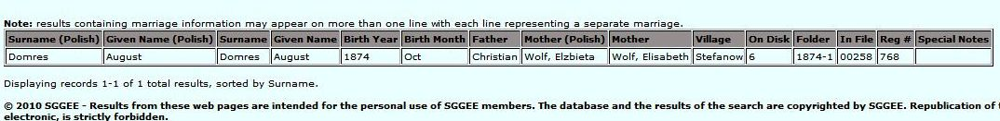 Note: results containing marriage information may appear on more than one line with each line representing a separate marriage.
Surname (Polish) Given Name (Polish) Surname Given Name Birth Year Birth Month Father Mother (Polish) Mother Village On Disk Folder In File Reg # Special Notes
Domres August Domres August 1874 Oct Christian Wolf, Elzbieta Wolf, Elisabeth Stefanow 6 1874-1 00258 768
Displaying records 1-1 of 1 total results, sorted by Surname.
© 2010 SGGEE - Results from these web pages are intended for the personal use of SGGEE members. The database and the results of the search are copyrighted by SGGEE. Republication of
electronic, is strictly forbidden.